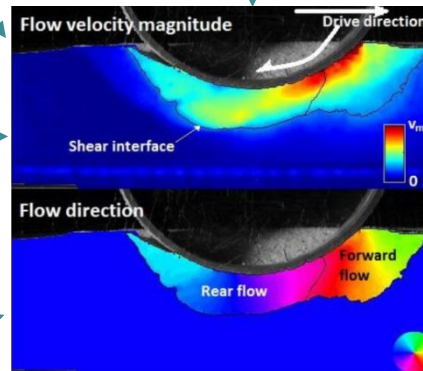 Flow velocity magnitude
Drive direction
Shear interface
0
Flow direction
Forward
flow
Rear flow